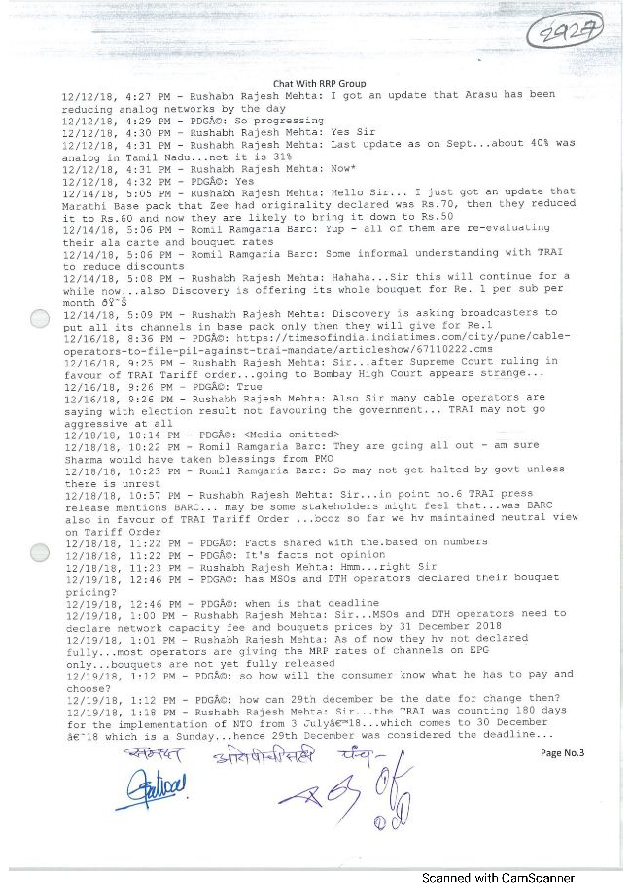 2927
Chat With RRP Group
12/12/18, 4:27 PM - Rushabh Rajesh Mehta: I got an update that Arasu has been
reducing analog networks by the day
12/12/18, 4:29 PM - PDGÂ©: So progressing
12/12/18, 4:30 PM - Rushabh Rajesh Mehta: Yes Sir
12/12/18, 4:31 PM - Rushabh Rajesh Mehta: Last update as on Sept...about 40% was
analog in Tamil Nadu...not it is 31%
12/12/18, 4:31 PM - Rushabh Rajesh Mehta: Now*
12/12/18, 4:32 PM - PDGÂ©: Yes
12/14/18, 5:05 PM - Rushabh Rajesh Mehta: Hello Sir... I just got an update that
Marathi Base pack that Zee had originality declared was Rs.70, then they reduced
it to Rs.60 and now they are likely to bring it down to Rs.50
12/14/18, 5:06 PM - Romil Ramgaria Barc: Yup - all of them are re-evaluating
their ala carte and bouquet rates
12/14/18, 5:06 PM - Romil Ramgaria Barc: Some informal understanding with TRAI
to reduce discounts
12/14/18, 5:08 PM - Rushabh Rajesh Mehta: Hahaha...Sir this will continue for a
while now...also Discovery is offering its whole bouquet for Re. 1 per sub per
month ðŸ˜Š
12/14/18, 5:09 PM - Rushabh Rajesh Mehta: Discovery is asking broadcasters to
put all its channels in base pack only then they will give for Re.1
12/16/18, 8:36 PM - PDGÂ©: https://timesofindia.indiatimes.com/city/pune/cable-
operators-to-file-pil-against-trai-mandate/articleshow/67110222.cms
12/16/18, 9:25 PM - Rushabh Rajesh Mehta: Sir...after Supreme Court ruling in
favour of TRAI Tariff order...going to Bombay High Court appears strange...
12/16/18, 9:26 PM - PDGÂ©: True
12/16/18, 9:26 PM - Rushabh Rajesh Mehta: Also Sir many cable operators are
saying with election result not favouring the government... TRAI may not go
aggressive at all
12/18/18, 10:14 PM - PDGÂ©: <Media omitted>
12/18/18, 10:22 PM - Romil Ramgaria Barc: They are going all out - am sure
Sharma would have taken blessings from PMO
12/18/18, 10:23 PM - Romil Ramgaria Barc: So may not get halted by govt unless
there is unrest
12/18/18, 10:57 PM - Rushabh Rajesh Mehta: Sir...in point no.6 TRAI press
release mentions BARC... may be some stakeholders might feel that...was BARC
also in favour of TRAI Tariff Order ...bcoz so far we hv maintained neutral view
on Tariff Order
12/18/18, 11:22 PM - PDGÂ©: Facts shared with the.based on numbers
12/18/18, 11:22 PM - PDGÂ©: It's facts not opinion
12/18/18, 11:23 PM - Rushabh Rajesh Mehta: Hmm...right Sir
12/19/18, 12:46 PM - PDGÂ©: has MSOs and DTH operators declared their bouquet
pricing?
12/19/18, 12:46 PM - PDGÂ©: when is that deadline
12/19/18, 1:00 PM - Rushabh Rajesh Mehta: Sir...MSOs and DTH operators need to
declare network capacity fee and bouquets prices by 31 December 2018
12/19/18, 1:01 PM - Rushabh Rajesh Mehta: As of now they hv not declared
fully...most operators are giving the MRP rates of channels on EPG
only...bouquets are not yet fully released
12/19/18, 1:12 PM - PDGÂ©: so how will the consumer know what he has to pay and
choose?
12/19/18, 1:12 PM - PDGÂ©: how can 29th december be the date for change then?
12/19/18, 1:18 PM - Rushabh Rajesh Mehta: Sir...the TRAI was counting 180 days
for the implementation of NTO from 3 Julyâ€™18...which comes to 30 December
â€˜18 which is a Sunday...hence 29th December was considered the deadline...
समक्ष आरोपीची सही पंच -
Page No.3
Scanned with CamScanner